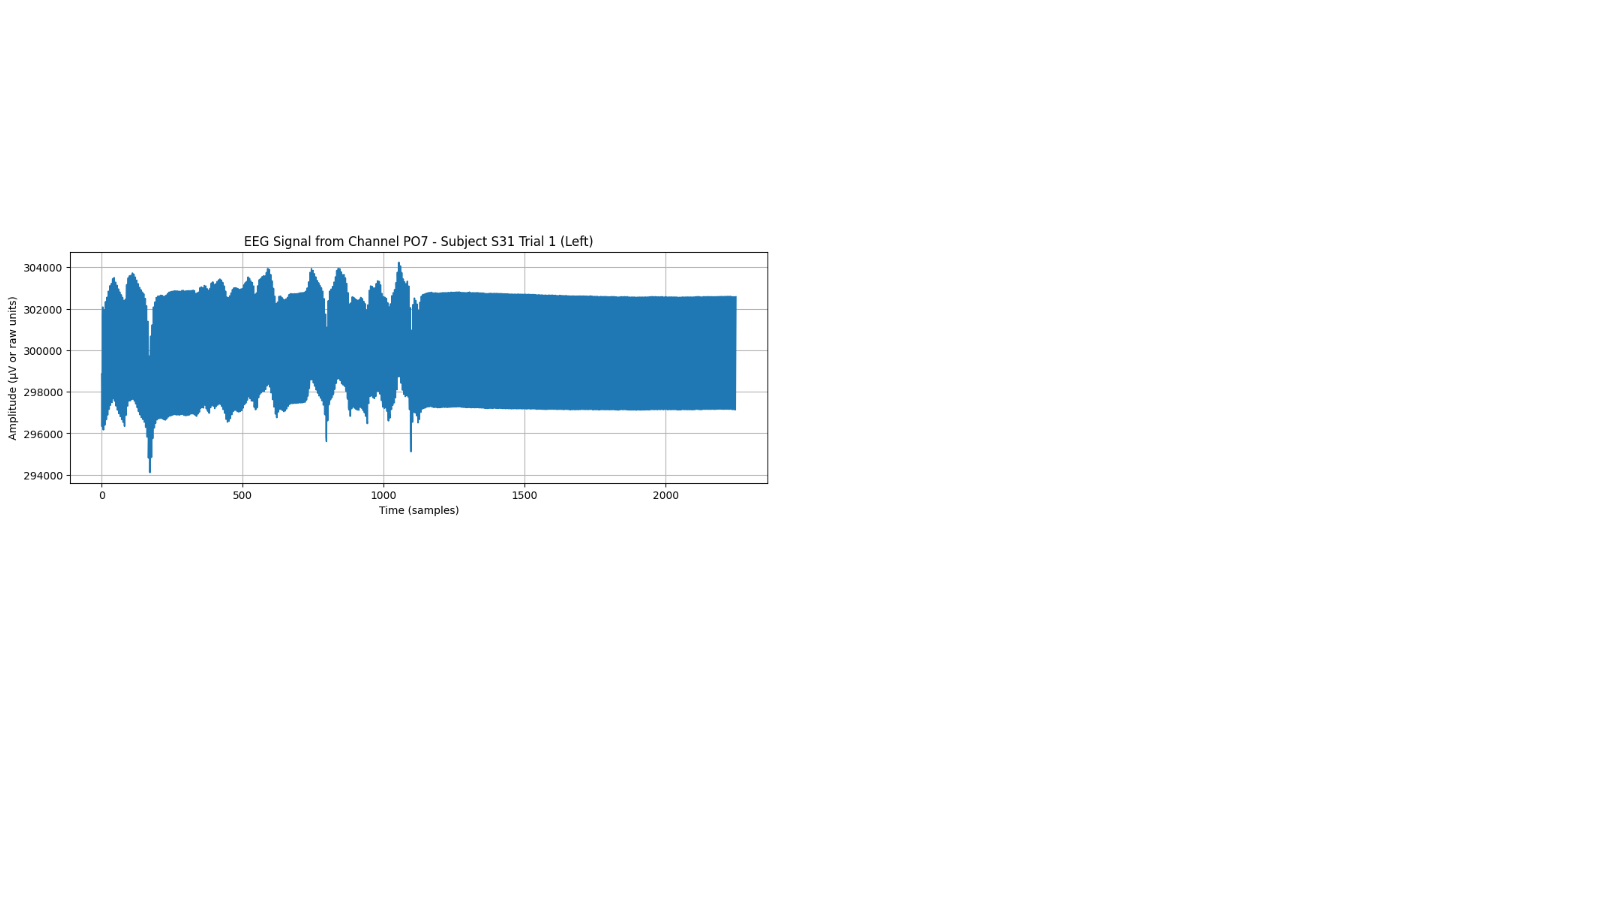 EEG Signal from Channel PO7 - Subject S31 Trial 1 (Left)
304000
302000
300000
298000
296000
294000
Amplitude (µV or raw units)
0 500 1000 1500 2000
Time (samples)